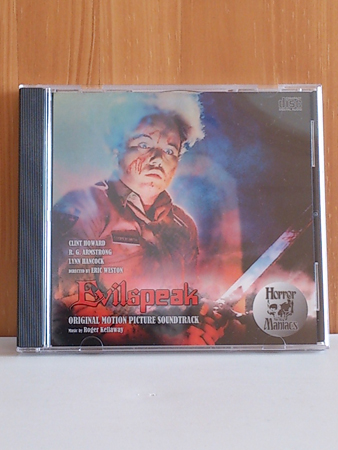 CLINT HOWARD
R. G. ARMSTRONG
LYNN HANCOCK
DIRECTED BY ERIC WESTON
Evilspeak
ORIGINAL MOTION PICTURE SOUNDTRACK
Music by Roger Kellaway
Horror
Maniacs